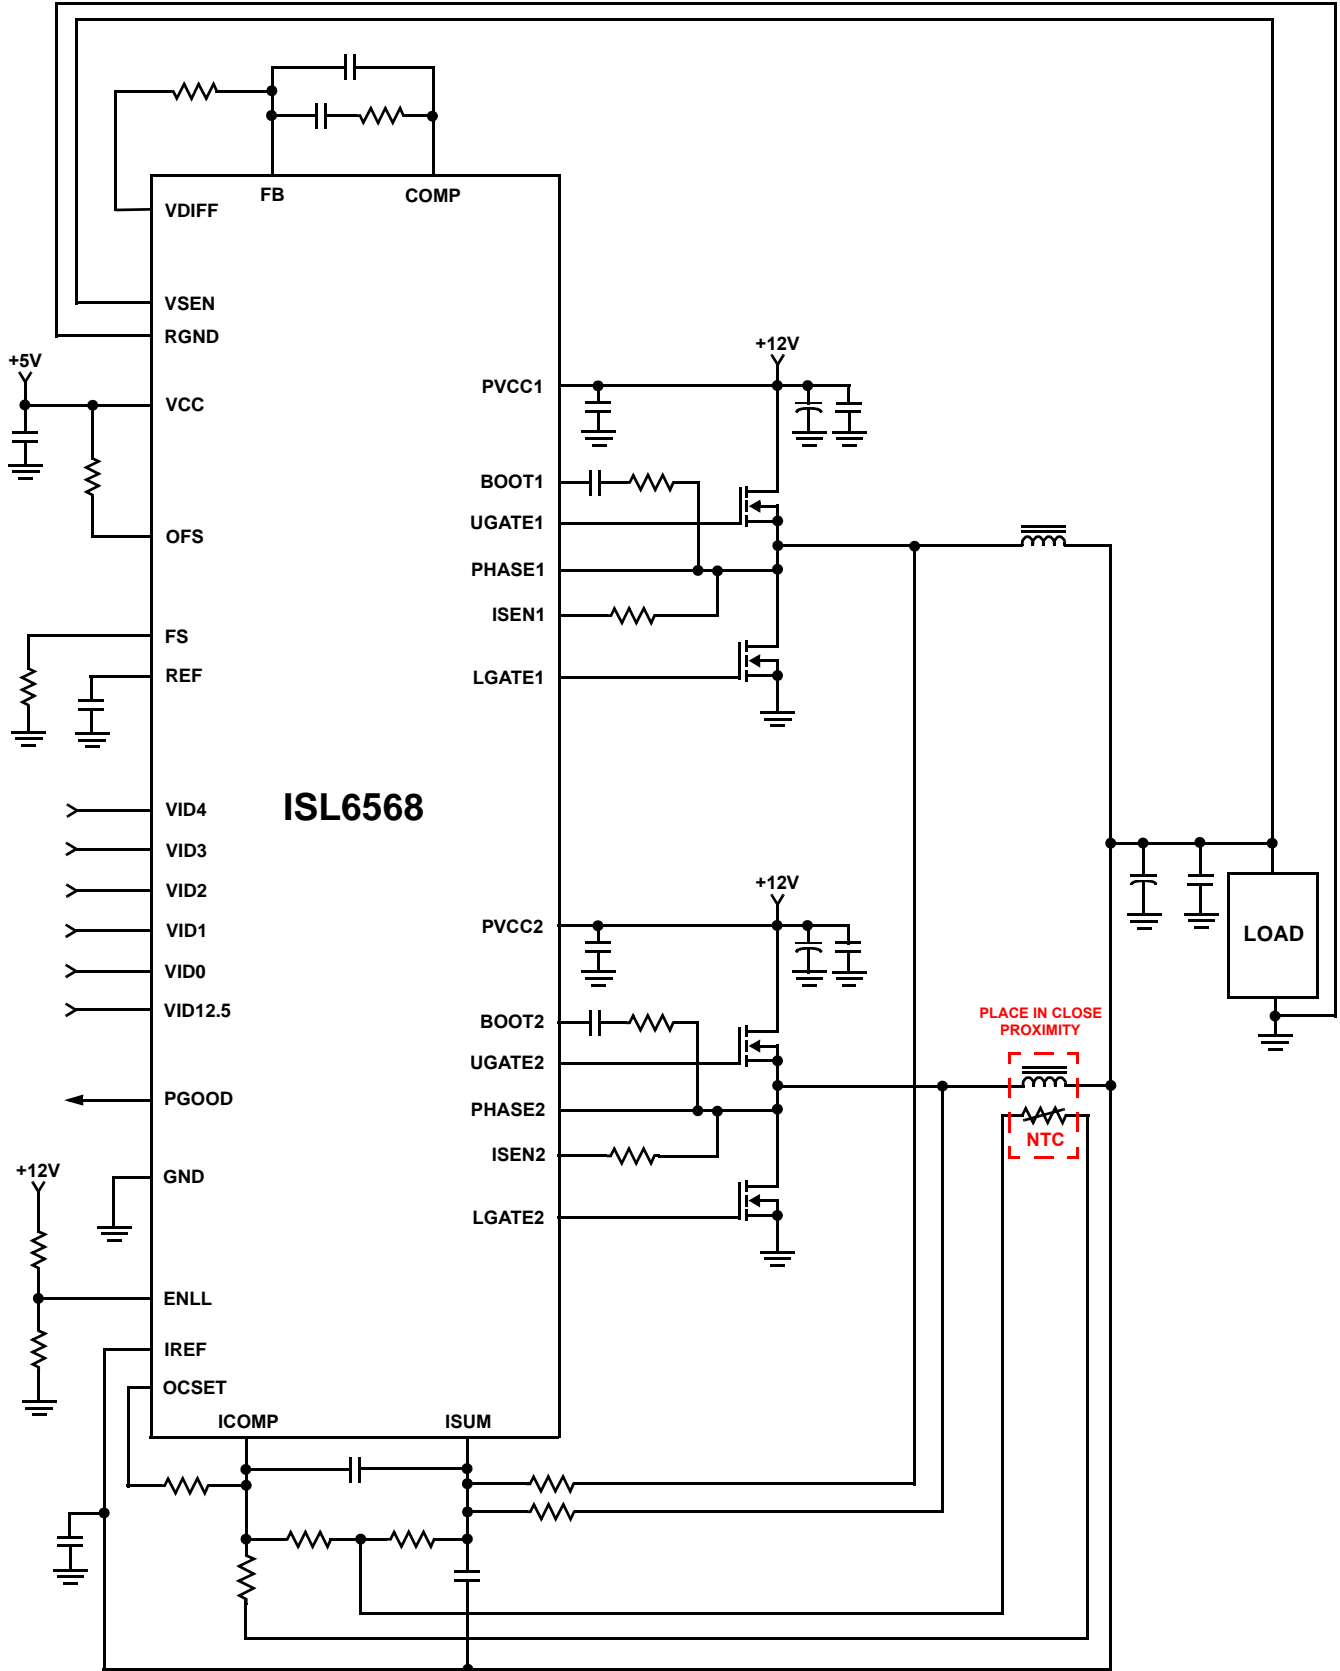 FB
COMP
VDIFF
VSEN
RGND
+5V
VCC
OFS
FS
REF
VID4
VID3
VID2
VID1
VID0
VID12.5
PGOOD
+12V
GND
ENLL
IREF
OCSET
ICOMP
ISUM
ISL6568
+12V
PVCC1
BOOT1
UGATE1
PHASE1
ISEN1
LGATE1
+12V
PVCC2
BOOT2
UGATE2
PHASE2
ISEN2
LGATE2
LOAD
PLACE IN CLOSE
PROXIMITY
NTC